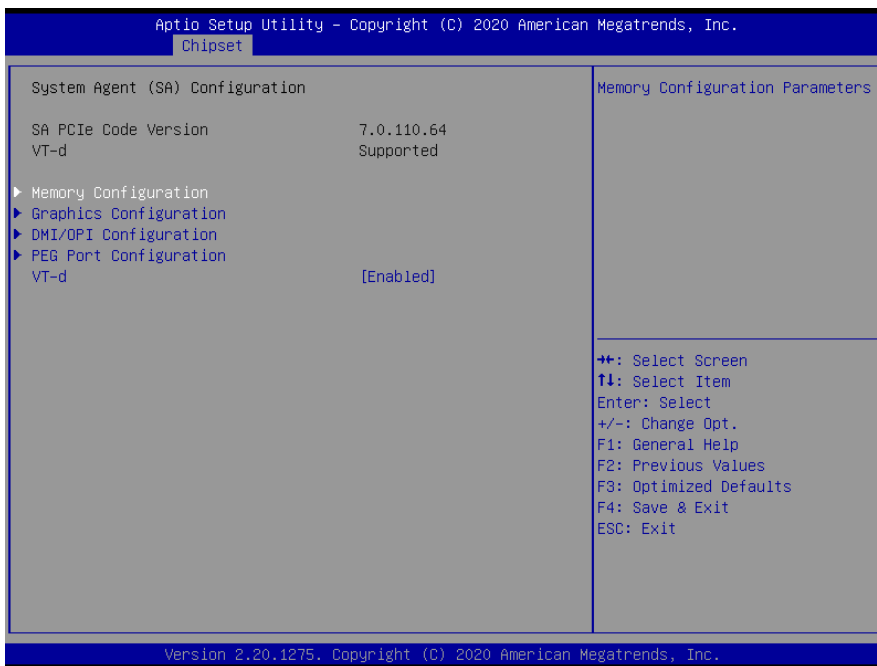 Aptio Setup Utility – Copyright (C) 2020 American Megatrends, Inc.
Chipset
System Agent (SA) Configuration
SA PCIe Code Version 7.0.110.64
VT-d Supported
Memory Configuration
Graphics Configuration
DMI/OPI Configuration
PEG Port Configuration
VT-d [Enabled]
Memory Configuration Parameters
→←: Select Screen
↑↓: Select Item
Enter: Select
+/-: Change Opt.
F1: General Help
F2: Previous Values
F3: Optimized Defaults
F4: Save & Exit
ESC: Exit
Version 2.20.1275. Copyright (C) 2020 American Megatrends, Inc.